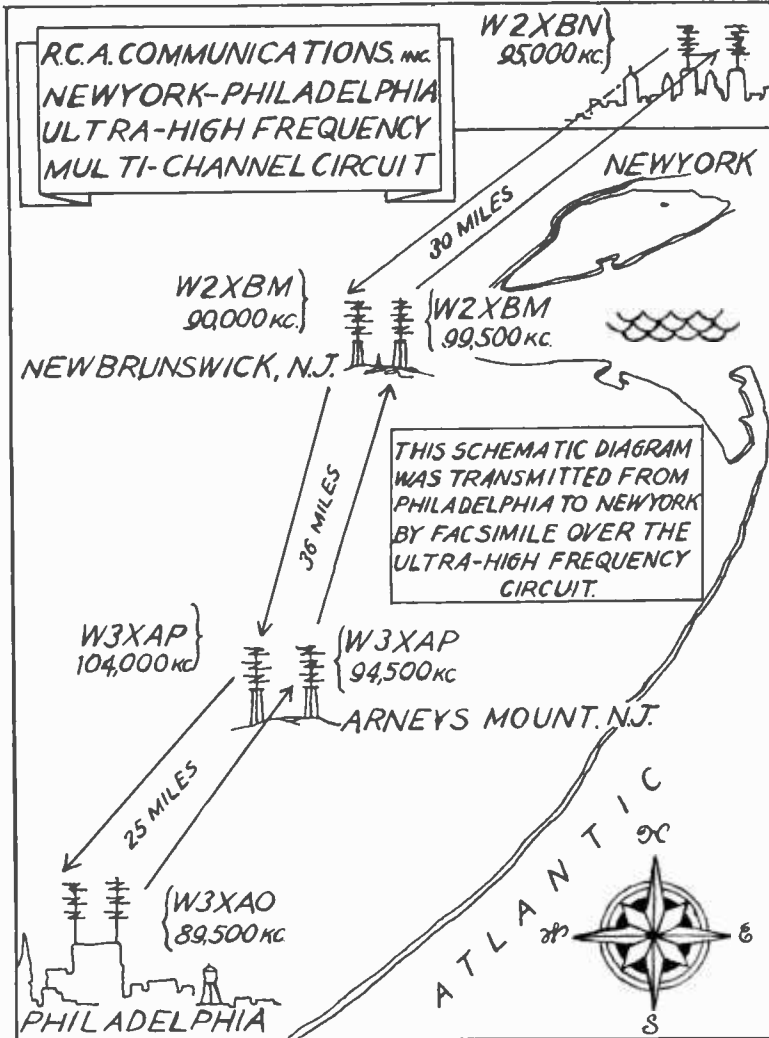 R.C.A. COMMUNICATIONS. INC.
NEWYORK-PHILADELPHIA
ULTRA-HIGH FREQUENCY
MULTI-CHANNEL CIRCUIT
W2XBN
95,000 KC.
NEWYORK
30 MILES
W2XBM
90,000 KC.
W2XBM
99,500 KC.
NEWBRUNSWICK, N.J.
THIS SCHEMATIC DIAGRAM
WAS TRANSMITTED FROM
PHILADELPHIA TO NEWYORK
BY FACSIMILE OVER THE
ULTRA-HIGH FREQUENCY
CIRCUIT.
36 MILES
W3XAP
104,000 KC
W3XAP
94,500 KC
ARNEYS MOUNT. N.J.
25 MILES
W3XAO
89,500 KC
PHILADELPHIA
ATLANTIC
N
W
E
S